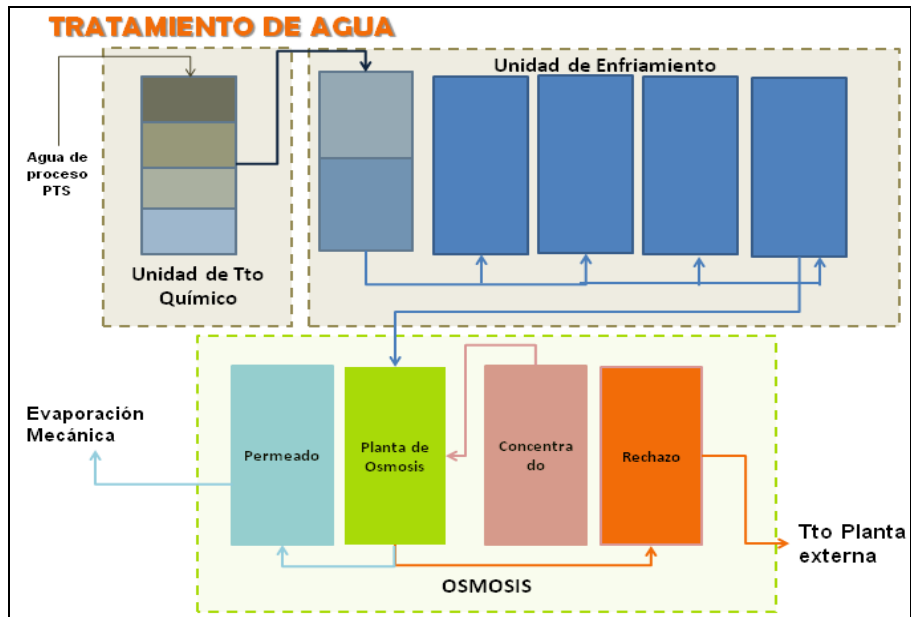 TRATAMIENTO DE AGUA
Unidad de Enfriamiento
Agua de
proceso
PTS
Unidad de Tto
Químico
Evaporación
Mecánica
Permeado
Planta de
Osmosis
Concentra
do
Rechazo
Tto Planta
externa
OSMOSIS